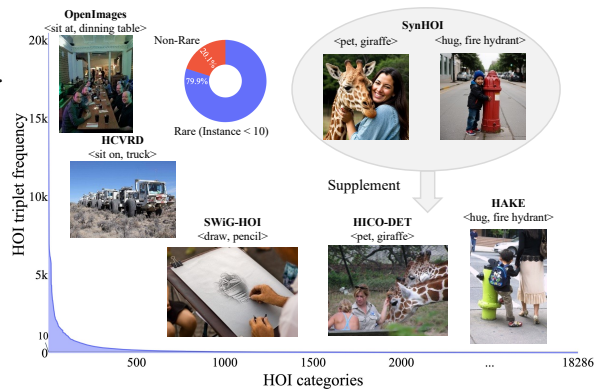 OpenImages
<sit at, dinning table>
SynHOI
<pet, giraffe>
<hug, fire hydrant>
Non-Rare
20.1%
79.9%
Rare (Instance < 10)
HCVRD
<sit on, truck>
Supplement
SWiG-HOI
<draw, pencil>
HICO-DET
<pet, giraffe>
HAKE
<hug, fire hydrant>
HOI triplet frequency
20k
15k
10k
5k
10
0
500
1000
1500
2000
...
18286
HOI categories